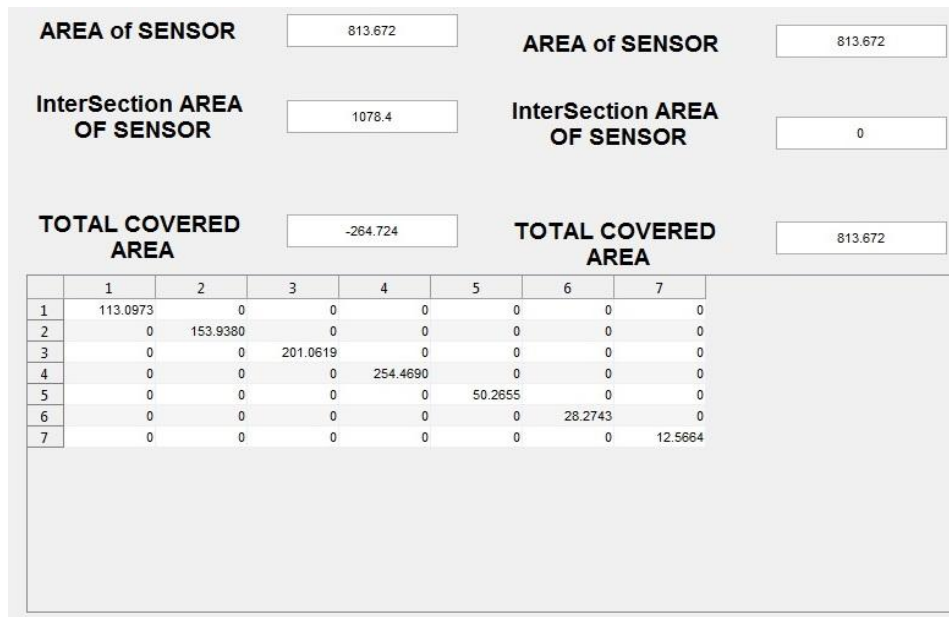 AREA of SENSOR 813.672
AREA of SENSOR 813.672
InterSection AREA
OF SENSOR 1078.4
InterSection AREA
OF SENSOR 0
TOTAL COVERED
AREA -264.724
TOTAL COVERED
AREA 813.672
1 2 3 4 5 6 7
1 113.0973 0 0 0 0 0 0
2 0 153.9380 0 0 0 0 0
3 0 0 201.0619 0 0 0 0
4 0 0 0 254.4690 0 0 0
5 0 0 0 0 50.2655 0 0
6 0 0 0 0 0 28.2743 0
7 0 0 0 0 0 0 12.5664